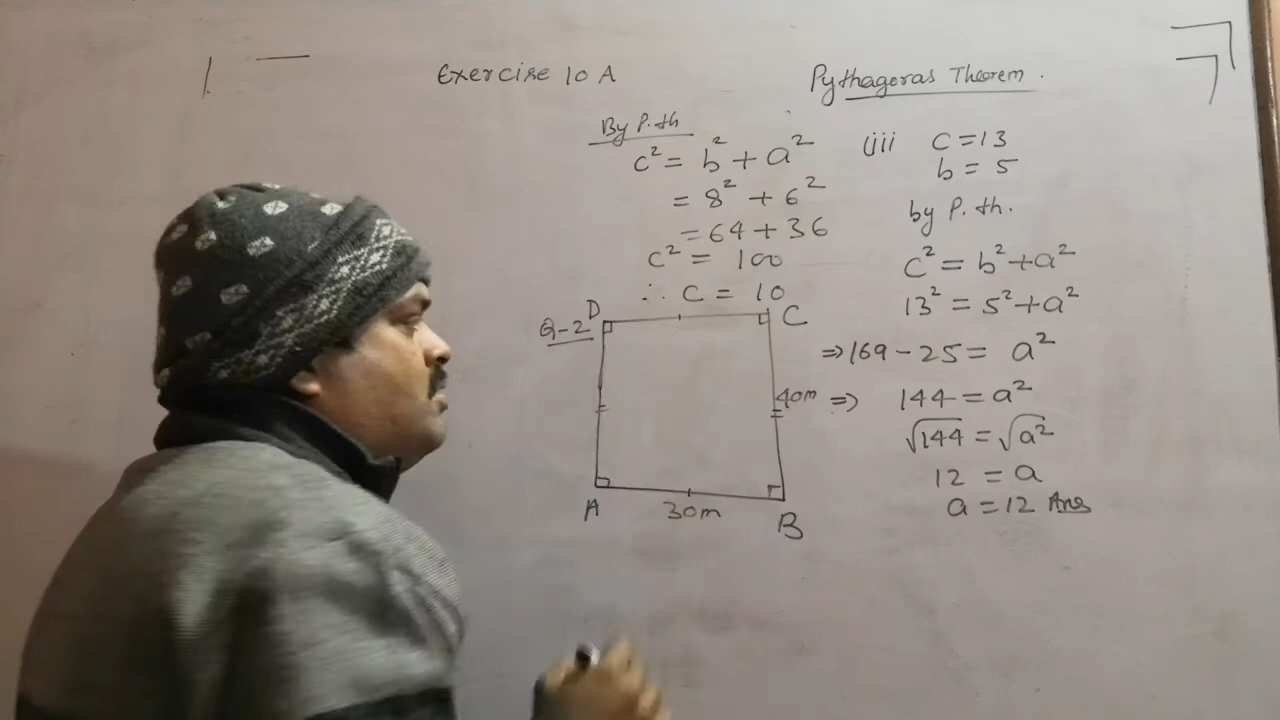 Exercise 10 A
Pythagoras Theorem.
By P.th
c² = b² + a²
= 8² + 6²
= 64 + 36
c² = 100
∴ c = 10
(iii c = 13
b = 5
by P. th.
c² = b² + a²
13² = 5² + a²
⇒ 169 - 25 = a²
⇒ 144 = a²
√144 = √a²
12 = a
a = 12 Ans
Q-2
D
C
40m
A
30m
B